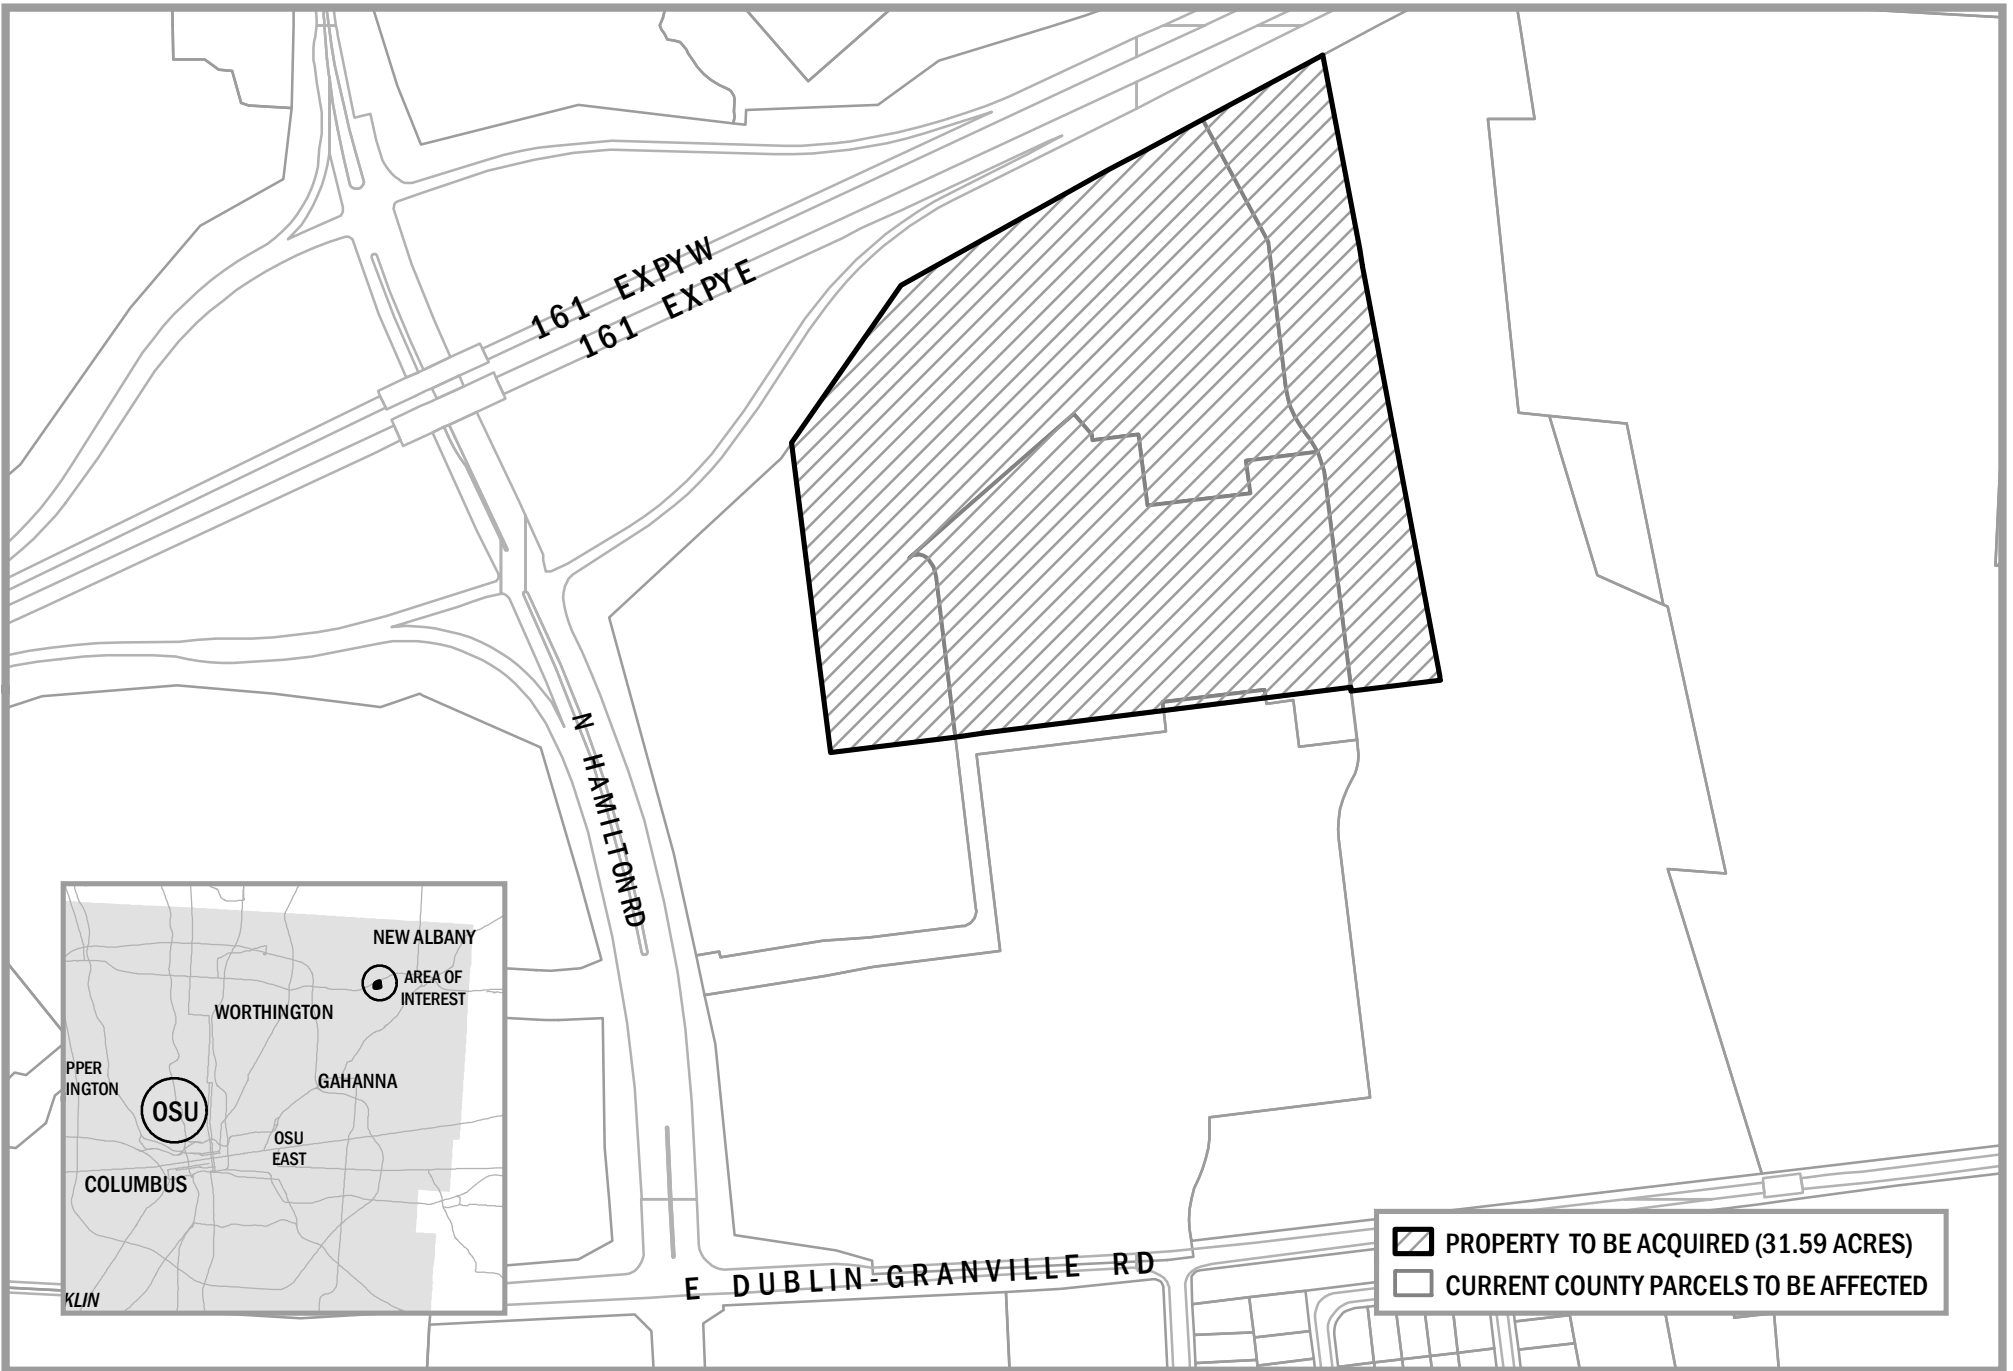 161 EXPY W
161 EXPY E
N HAMILTON RD
NEW ALBANY
AREA OF
INTEREST
WORTHINGTON
PPER
INGTON
GAHANNA
OSU
OSU
EAST
COLUMBUS
KLIN
E DUBLIN-GRANVILLE RD
PROPERTY TO BE ACQUIRED (31.59 ACRES)
CURRENT COUNTY PARCELS TO BE AFFECTED